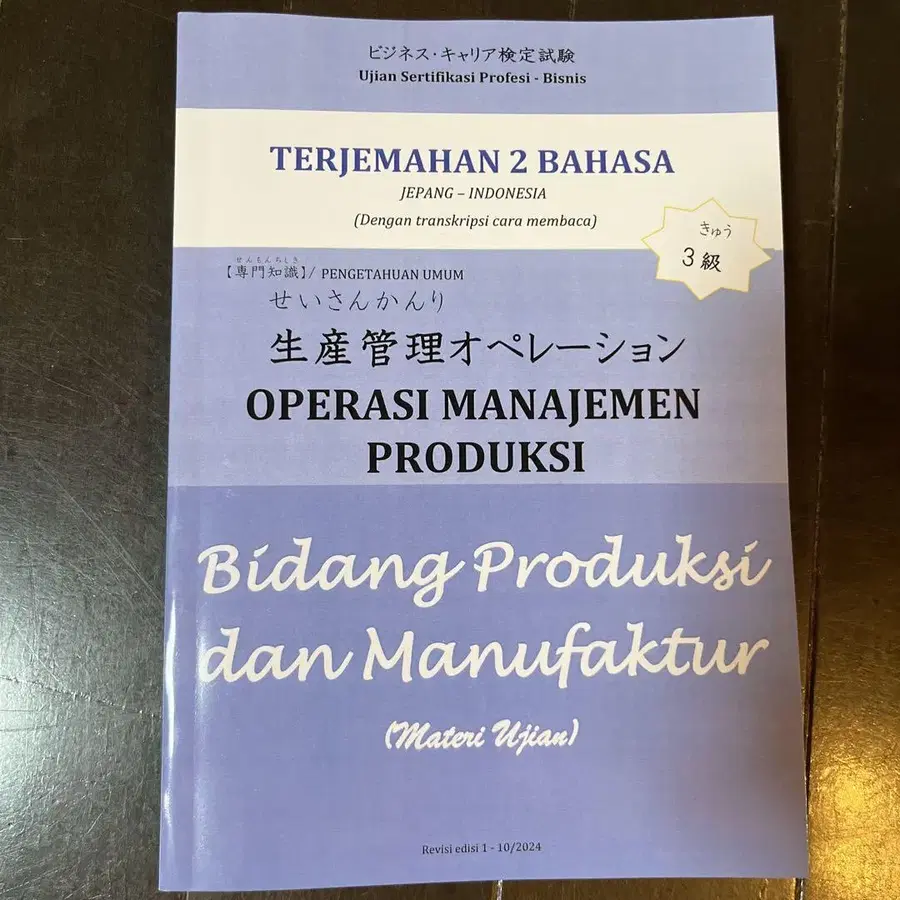 ビジネス・キャリア検定試験
Ujian Sertifikasi Profesi - Bisnis
TERJEMAHAN 2 BAHASA
JEPANG – INDONESIA
(Dengan transkripsi cara membaca)
きゅう
3級
せんもんちしき
【専門知識】/ PENGETAHUAN UMUM
せいさんかんり
生産管理オペレーション
OPERASI MANAJEMEN
PRODUKSI
Bidang Produksi
dan Manufaktur
(Materi Ujian)
Revisi edisi 1 - 10/2024